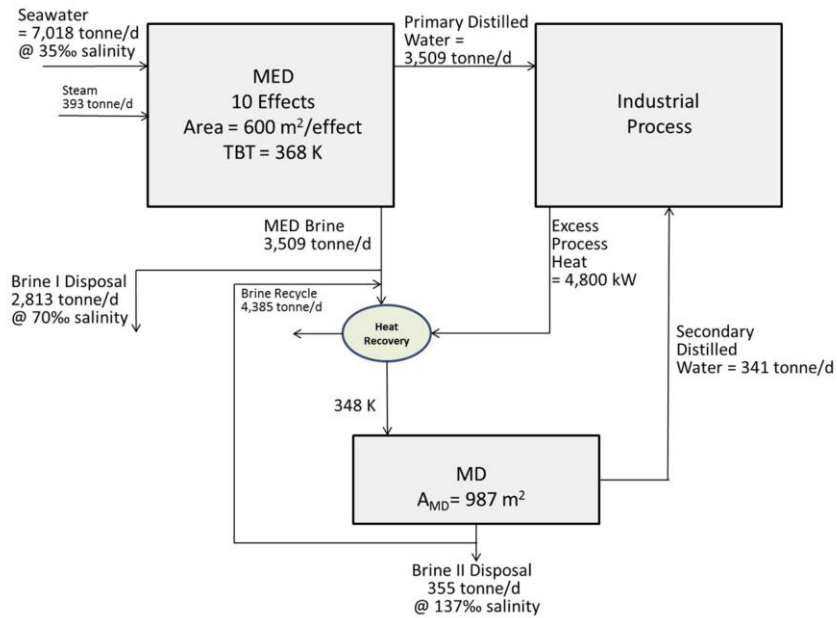 Seawater
= 7,018 tonne/d
@ 35‰ salinity
Steam
393 tonne/d
MED
10 Effects
Area = 600 m²/effect
TBT = 368 K
Primary Distilled
Water =
3,509 tonne/d
Industrial
Process
MED Brine
3,509 tonne/d
Excess
Process
Heat
= 4,800 kW
Brine I Disposal
2,813 tonne/d
@ 70‰ salinity
Brine Recycle
4,385 tonne/d
Heat
Recovery
Secondary
Distilled
Water = 341 tonne/d
348 K
MD
A_MD= 987 m²
Brine II Disposal
355 tonne/d
@ 137‰ salinity